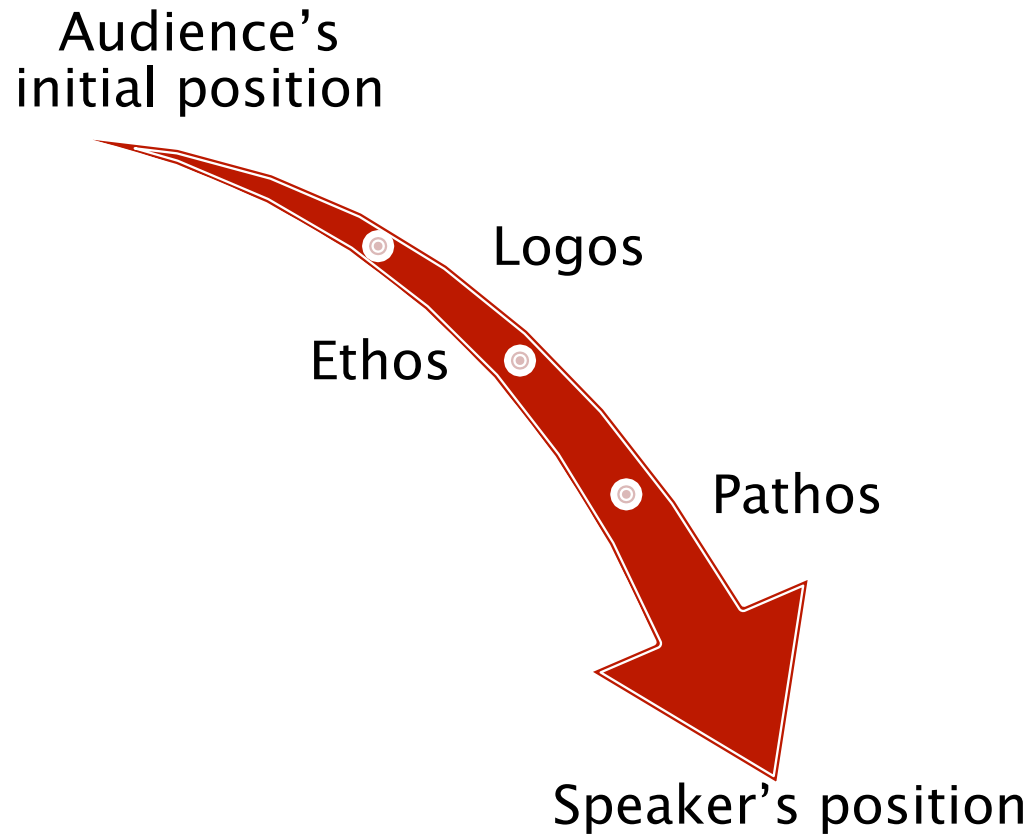 Audience’s
initial position
Logos
Ethos
Pathos
Speaker’s position